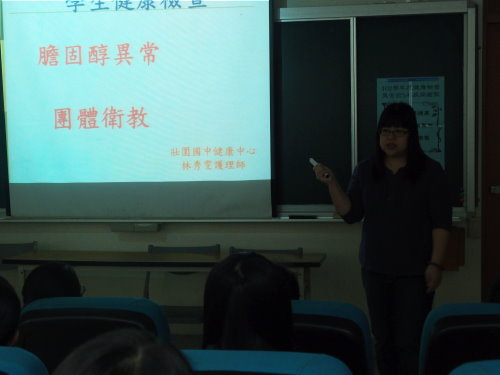 學生健康檢查
膽固醇異常
團體衛教
壯圍國中健康中心
林秀雯護理師